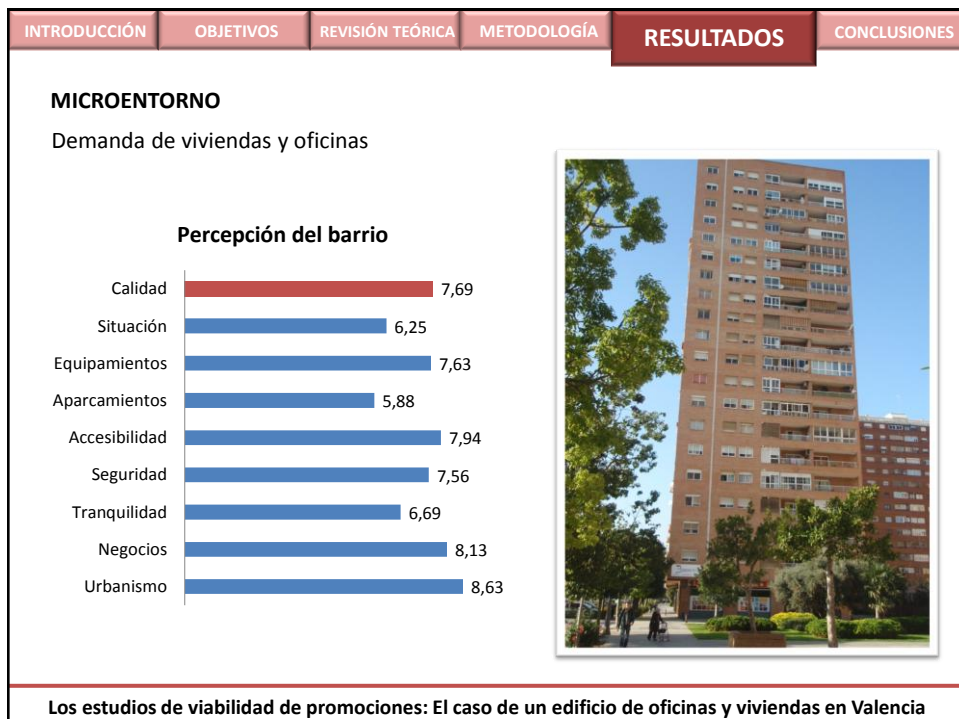 INTRODUCCIÓN
OBJETIVOS
REVISIÓN TEÓRICA
METODOLOGÍA
RESULTADOS
CONCLUSIONES
MICROENTORNO
Demanda de viviendas y oficinas
Percepción del barrio
Calidad 7,69
Situación 6,25
Equipamientos 7,63
Aparcamientos 5,88
Accesibilidad 7,94
Seguridad 7,56
Tranquilidad 6,69
Negocios 8,13
Urbanismo 8,63
Los estudios de viabilidad de promociones: El caso de un edificio de oficinas y viviendas en Valencia